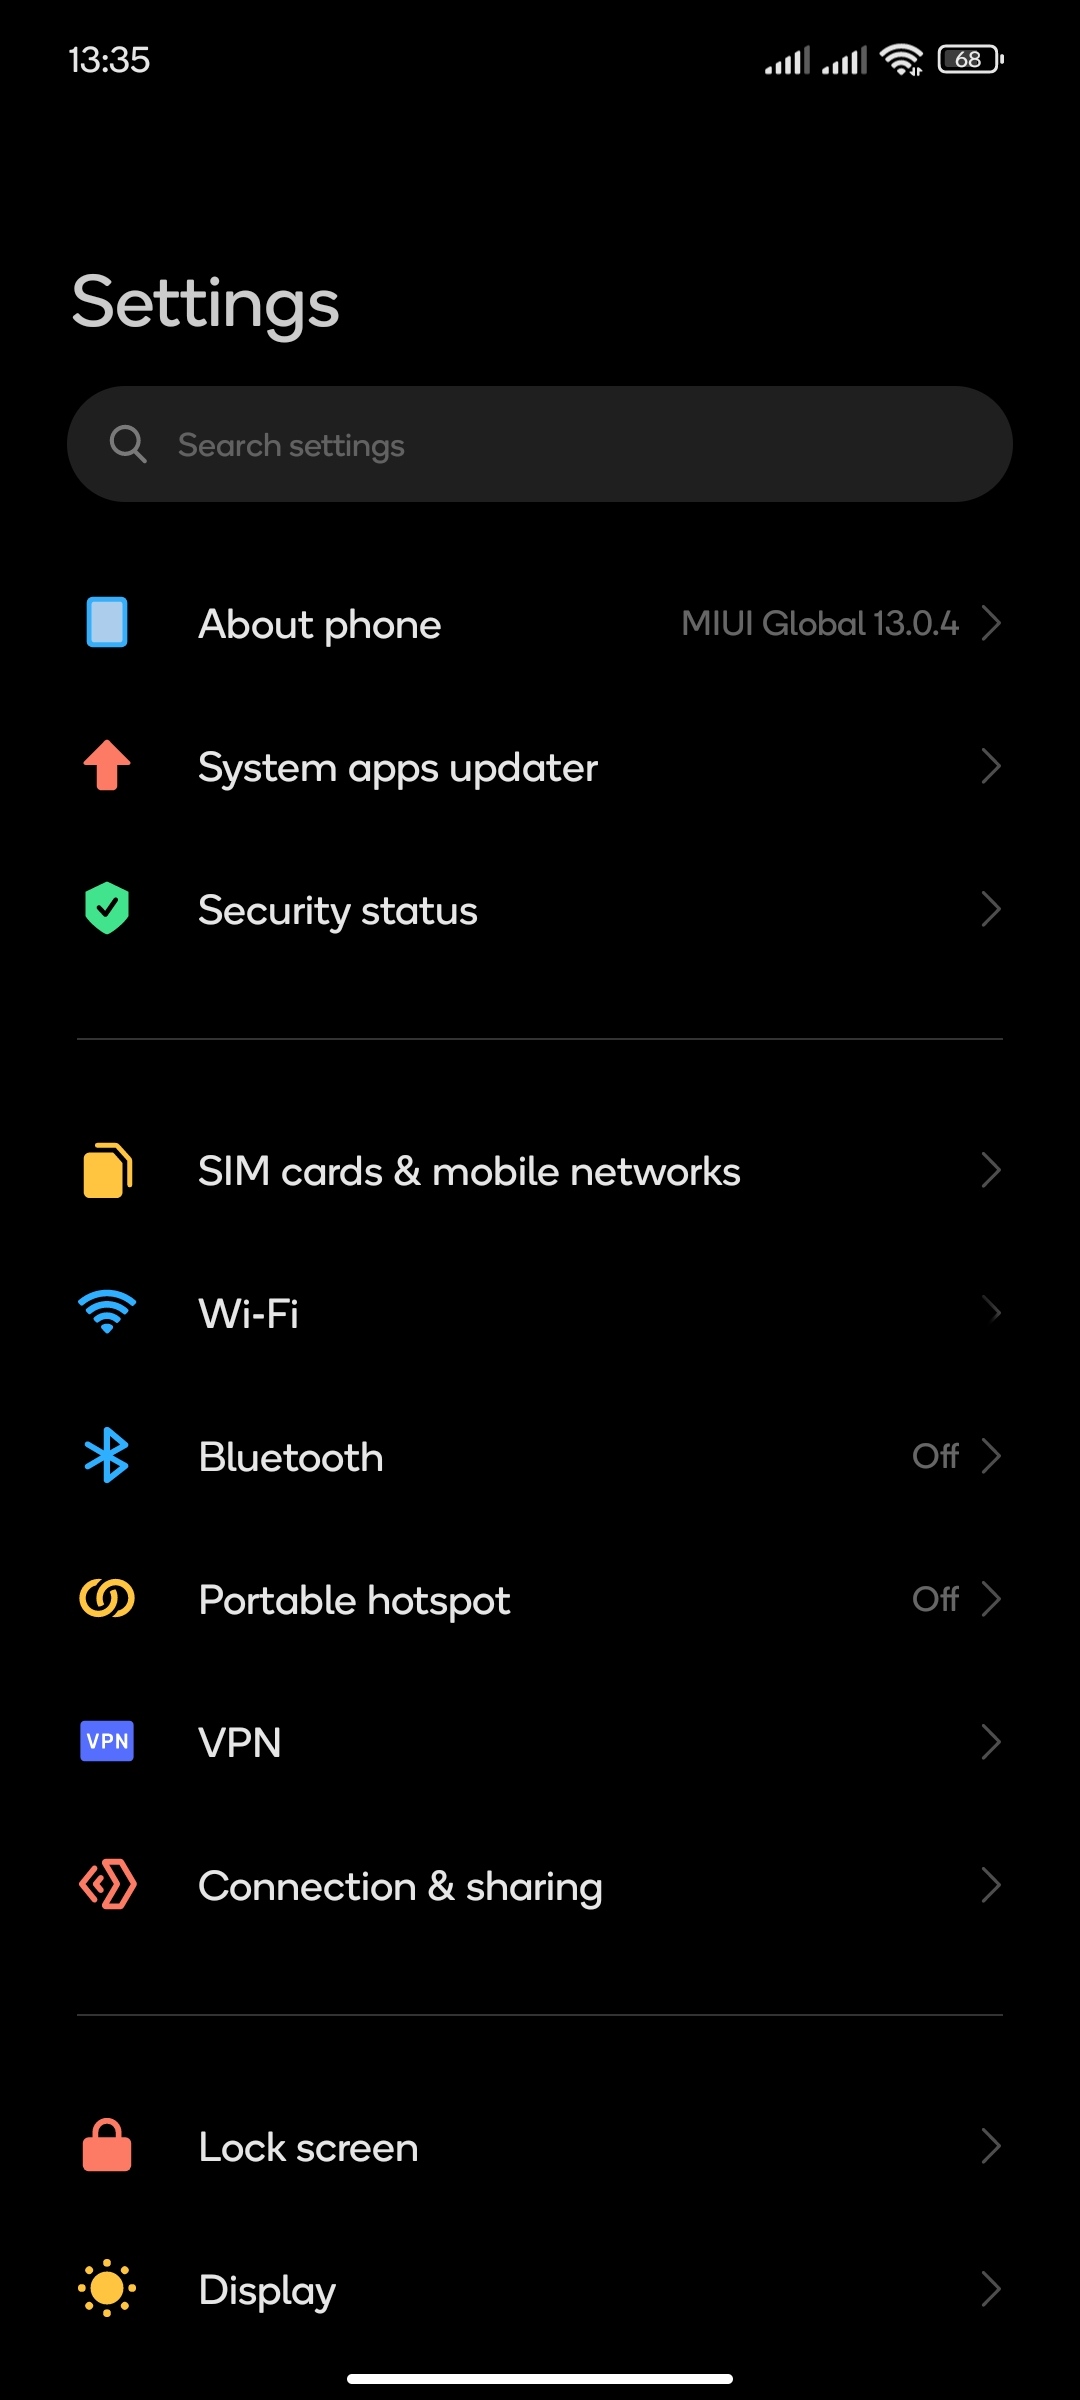 13:35
68
Settings
Search settings
About phone MIUI Global 13.0.4
System apps updater
Security status
SIM cards & mobile networks
Wi-Fi
Bluetooth Off
Portable hotspot Off
VPN VPN
Connection & sharing
Lock screen
Display